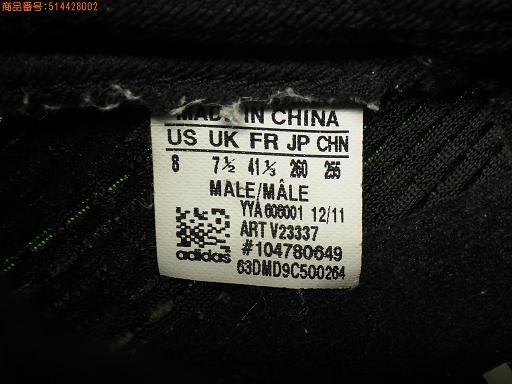 商品番号:514428002
MADE IN CHINA
US UK FR JP CHN
8 7½ 41⅓ 260 255
MALE/MÂLE
YYA 606001 12/11
ART V23337
#104780649
adidas
63DMD9C500264